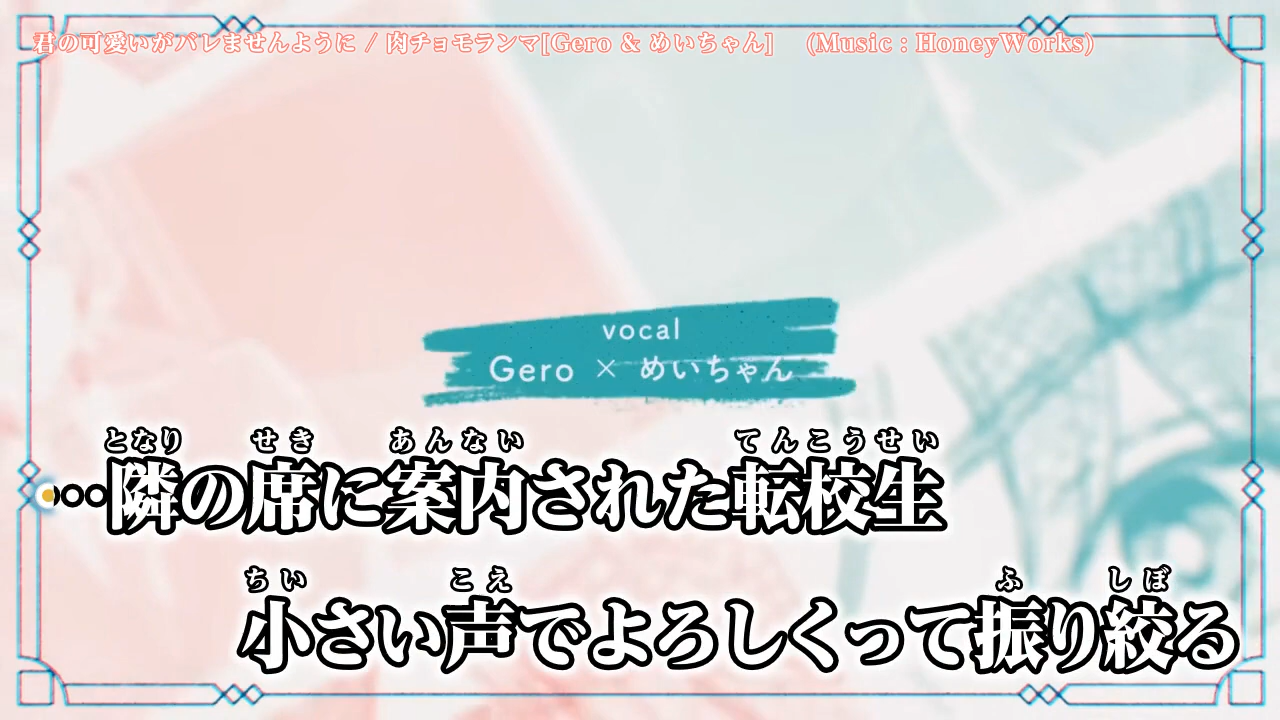 君の可愛いがバレませんように / 肉チョモランマ[Gero & めいちゃん]　(Music : HoneyWorks)
vocal
Gero × めいちゃん
となり せき あんない てんこうせい
…隣の席に案内された転校生
ちい こえ ふ しぼ
小さい声でよろしくって振り絞る